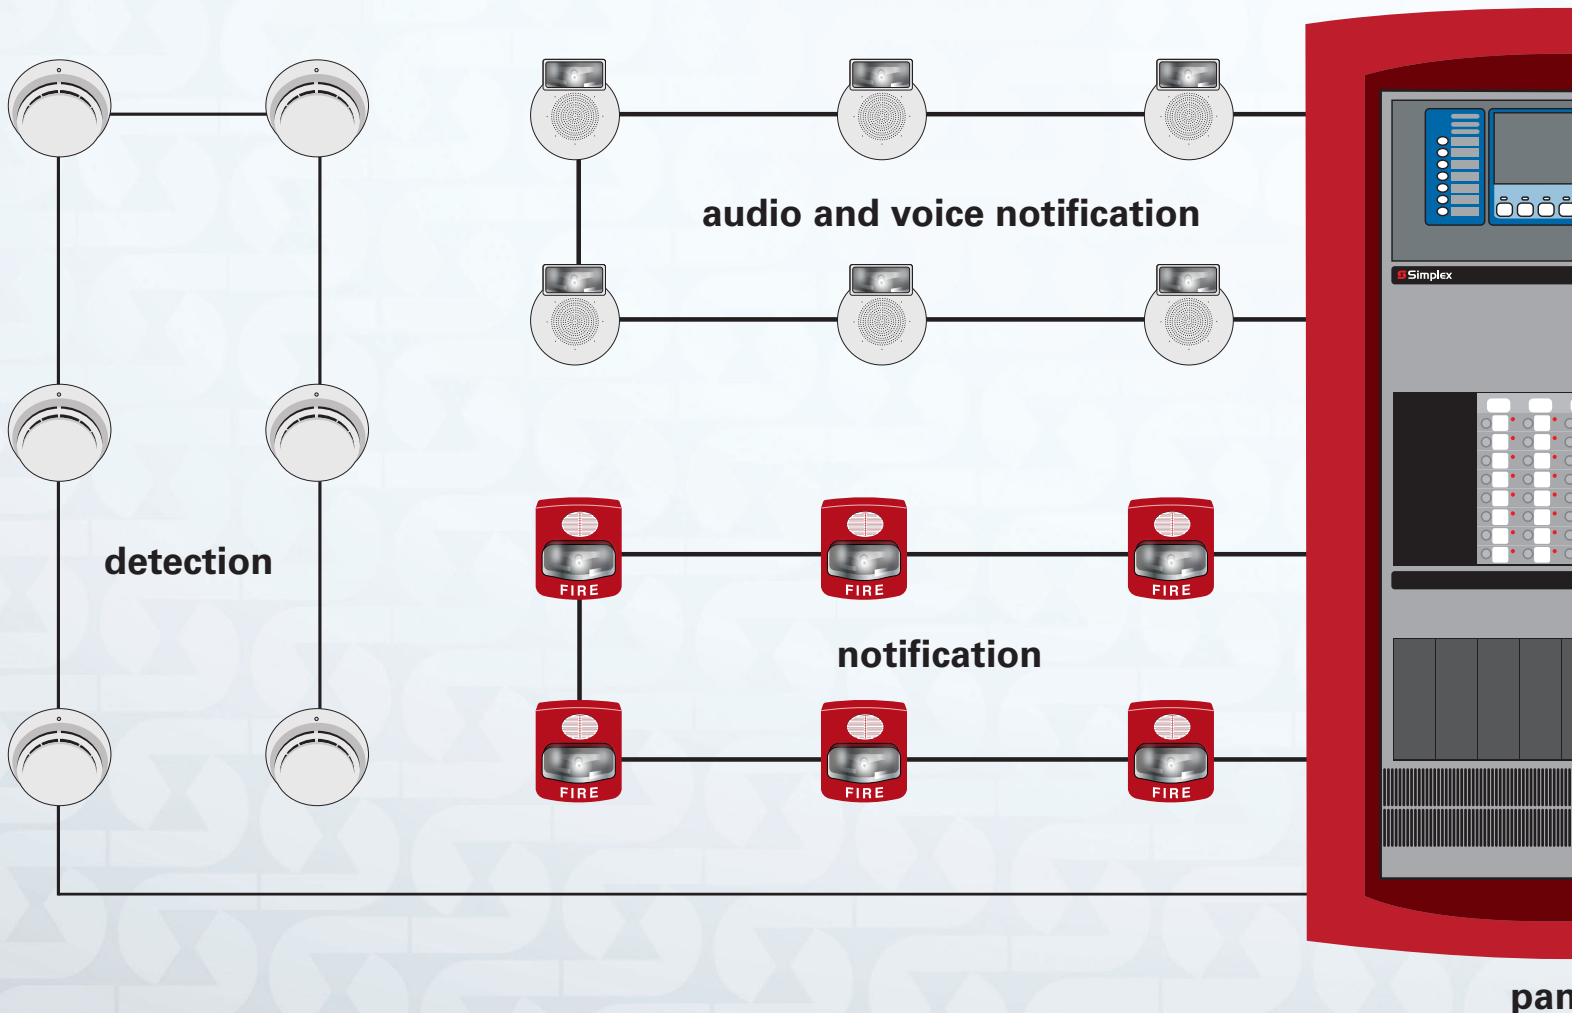 audio and voice notification
Simplex
detection
FIRE
FIRE
FIRE
notification
FIRE
FIRE
FIRE
pan